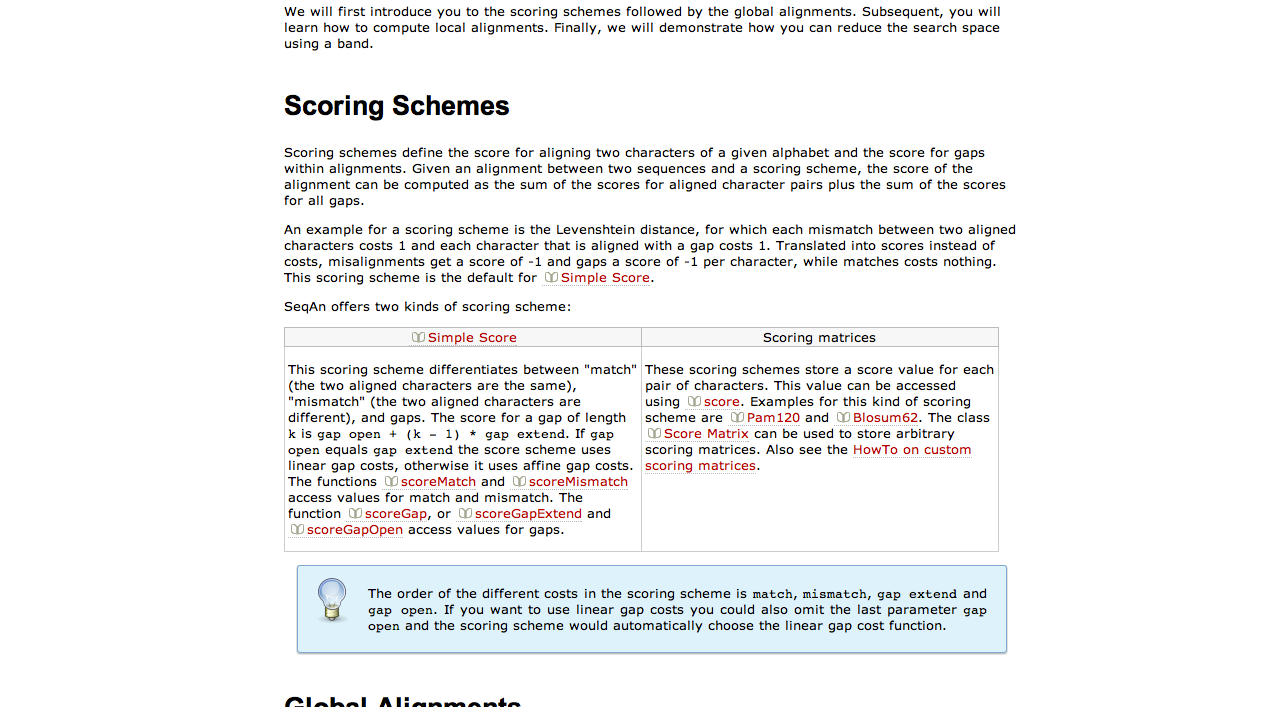 We will first introduce you to the scoring schemes followed by the global alignments. Subsequent, you will
learn how to compute local alignments. Finally, we will demonstrate how you can reduce the search space
using a band.
Scoring Schemes
Scoring schemes define the score for aligning two characters of a given alphabet and the score for gaps
within alignments. Given an alignment between two sequences and a scoring scheme, the score of the
alignment can be computed as the sum of the scores for aligned character pairs plus the sum of the scores
for all gaps.
An example for a scoring scheme is the Levenshtein distance, for which each mismatch between two aligned
characters costs 1 and each character that is aligned with a gap costs 1. Translated into scores instead of
costs, misalignments get a score of -1 and gaps a score of -1 per character, while matches costs nothing.
This scoring scheme is the default for Simple Score.
SeqAn offers two kinds of scoring scheme:
Simple Score
This scoring scheme differentiates between "match"
(the two aligned characters are the same),
"mismatch" (the two aligned characters are
different), and gaps. The score for a gap of length
k is gap open + (k - 1) * gap extend. If gap
open equals gap extend the score scheme uses
linear gap costs, otherwise it uses affine gap costs.
The functions scoreMatch and scoreMismatch
access values for match and mismatch. The
function scoreGap, or scoreGapExtend and
scoreGapOpen access values for gaps.
Scoring matrices
These scoring schemes store a score value for each
pair of characters. This value can be accessed
using score. Examples for this kind of scoring
scheme are Pam120 and Blosum62. The class
Score Matrix can be used to store arbitrary
scoring matrices. Also see the HowTo on custom
scoring matrices.
The order of the different costs in the scoring scheme is match, mismatch, gap extend and
gap open. If you want to use linear gap costs you could also omit the last parameter gap
open and the scoring scheme would automatically choose the linear gap cost function.
Global Alignments